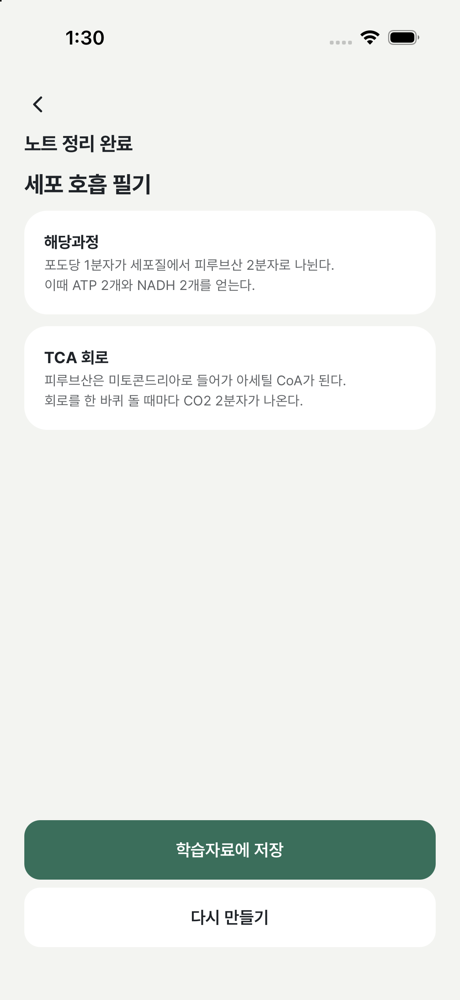 1:30
노트 정리 완료
세포 호흡 필기
해당과정
포도당 1분자가 세포질에서 피루브산 2분자로 나뉜다.
이때 ATP 2개와 NADH 2개를 얻는다.
TCA 회로
피루브산은 미토콘드리아로 들어가 아세틸 CoA가 된다.
회로를 한 바퀴 돌 때마다 CO2 2분자가 나온다.
학습자료에 저장
다시 만들기